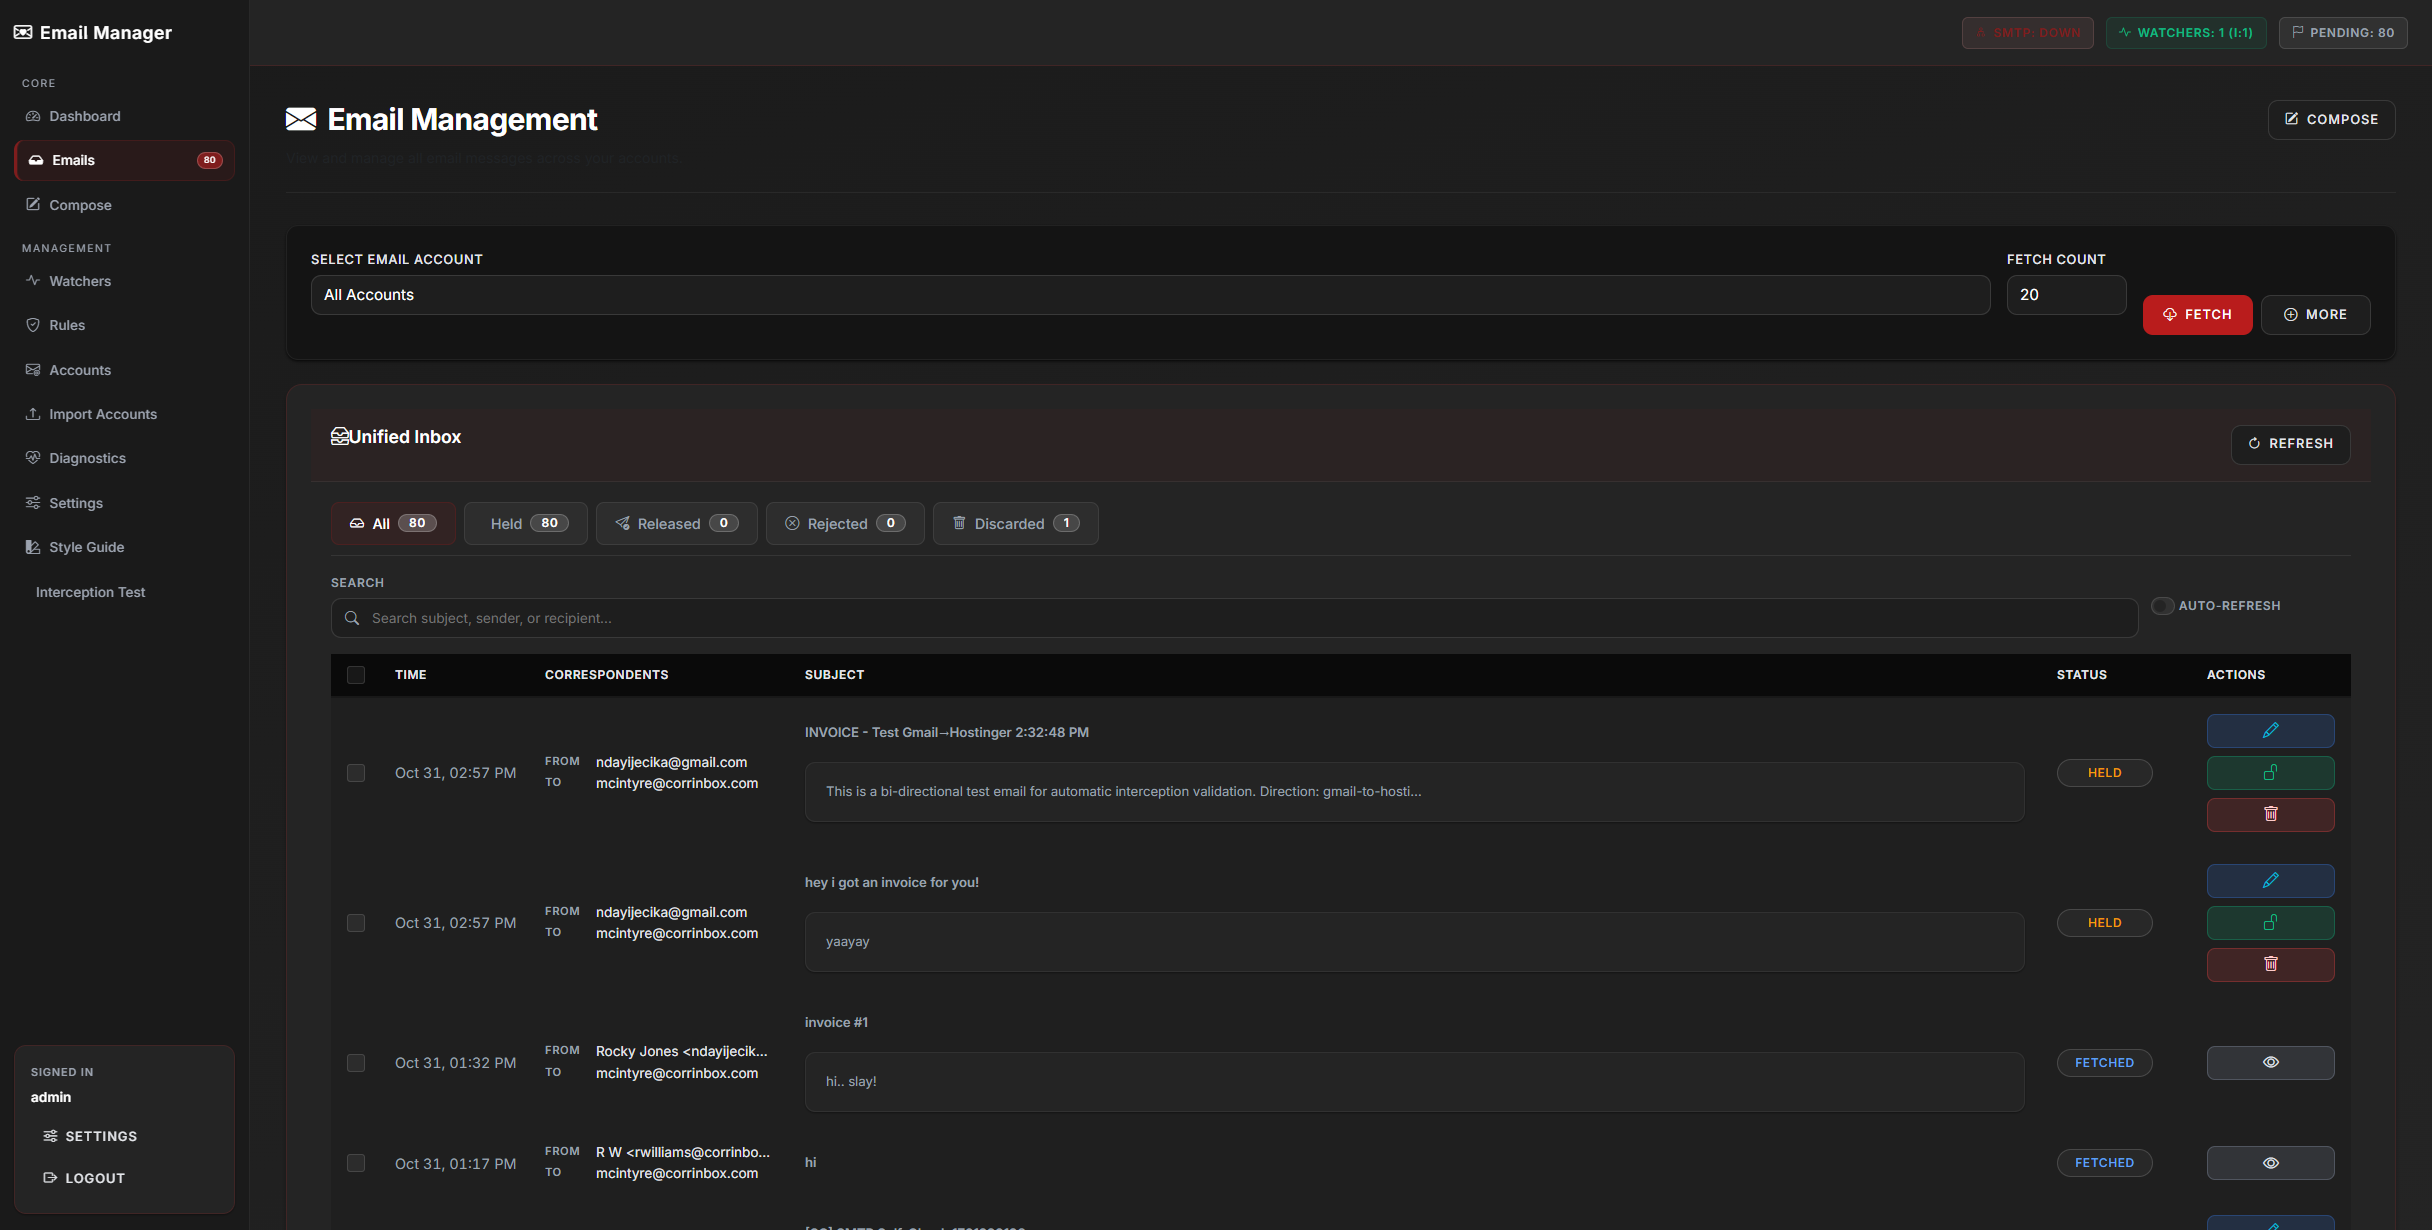 Email Manager
SMTP: DOWN
WATCHERS: 1 (I:1)
PENDING: 80
CORE
Dashboard
Emails 80
Compose
MANAGEMENT
Watchers
Rules
Accounts
Import Accounts
Diagnostics
Settings
Style Guide
Interception Test
SIGNED IN
admin
SETTINGS
LOGOUT
Email Management
COMPOSE
View and manage all email messages across your accounts
SELECT EMAIL ACCOUNT
FETCH COUNT
All Accounts
20
FETCH
MORE
Unified Inbox
REFRESH
All 80
Held 80
Released 0
Rejected 0
Discarded 1
SEARCH
Search subject, sender, or recipient...
AUTO-REFRESH
TIME CORRESPONDENTS SUBJECT STATUS ACTIONS
INVOICE - Test Gmail→Hostinger 2:32:48 PM
Oct 31, 02:57 PM
FROM ndayijecika@gmail.com
TO mcintyre@corrinbox.com
This is a bi-directional test email for automatic interception validation. Direction: gmail-to-hosti...
HELD
hey i got an invoice for you!
Oct 31, 02:57 PM
FROM ndayijecika@gmail.com
TO mcintyre@corrinbox.com
yaayay
HELD
invoice #1
Oct 31, 01:32 PM
FROM Rocky Jones <ndayijecik...
TO mcintyre@corrinbox.com
hi.. slay!
FETCHED
Oct 31, 01:17 PM
FROM R W <rwilliams@corrinbo...
TO mcintyre@corrinbox.com
hi
FETCHED